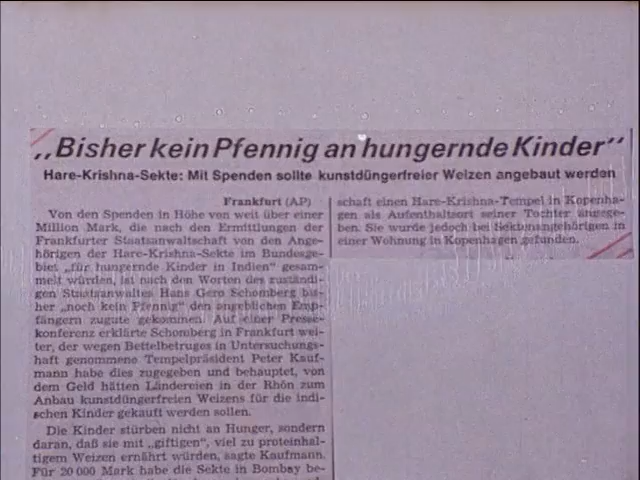 „Bisher kein Pfennig an hungernde Kinder”
Hare-Krishna-Sekte: Mit Spenden sollte kunstdüngerfreier Weizen angebaut werden
Frankfurt (AP)
Von den Spenden in Höhe von weit über einer
Million Mark, die nach den Ermittlungen der
Frankfurter Staatsanwaltschaft von den Ange-
hörigen der Hare-Krishna-Sekte im Bundesge-
biet „für hungernde Kinder in Indien” gesam-
melt würden, ist nach den Worten des zuständi-
gen Staatsanwaltes Hans Gero Schomberg bis-
her „noch kein Pfennig” den angeblichen Emp-
fängern zugute gekommen. Auf einer Presse-
konferenz erklärte Schomberg in Frankfurt wei-
ter, der wegen Bettelbetruges in Untersuchungs-
haft genommene Tempelpräsident Peter Kauf-
mann habe dies zugegeben und behauptet, von
dem Geld hätten Ländereien in der Rhön zum
Anbau kunstdüngerfreien Weizens für die indi-
schen Kinder gekauft werden sollen.
Die Kinder stürben nicht an Hunger, sondern
daran, daß sie mit „giftigen”, viel zu proteinhal-
tigem Weizen ernährt würden, sagte Kaufmann.
Für 20 000 Mark habe die Sekte in Bombay be-
schaft einen Hare-Krishna-Tempel in Kopenha-
gen als Aufenthaltsort seiner Tochter angege-
ben. Sie wurde jedoch bei Sektenangehörigen in
einer Wohnung in Kopenhagen gefunden.